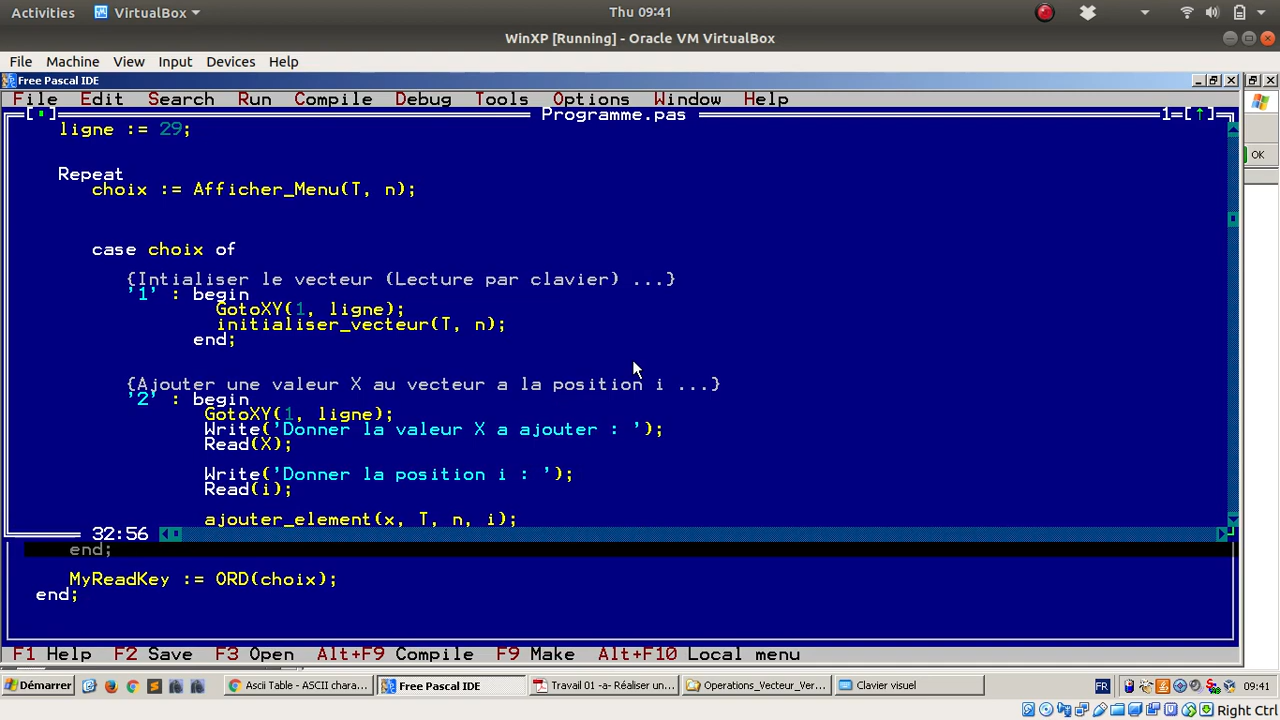 Activities VirtualBox Thu 09:41
WinXP [Running] - Oracle VM VirtualBox
File Machine View Input Devices Help
Free Pascal IDE
File Edit Search Run Compile Debug Tools Options Window Help
Programme.pas 1=[↑]
ligne := 29;
Repeat
choix := Afficher_Menu(T, n);
case choix of
{Intialiser le vecteur (Lecture par clavier) ...}
'1' : begin
GotoXY(1, ligne);
initialiser_vecteur(T, n);
end;
{Ajouter une valeur X au vecteur a la position i ...}
'2' : begin
GotoXY(1, ligne);
Write('Donner la valeur X a ajouter : ');
Read(X);
Write('Donner la position i : ');
Read(i);
ajouter_element(x, T, n, i);
32:56
end;
MyReadKey := ORD(choix);
end;
OK
F1 Help F2 Save F3 Open Alt+F9 Compile F9 Make Alt+F10 Local menu
Démarrer Ascii Table - ASCII chara... Free Pascal IDE Travail 01 -a- Réaliser un... Operations_Vecteur_Ver... Clavier visuel FR 09:41
Right Ctrl